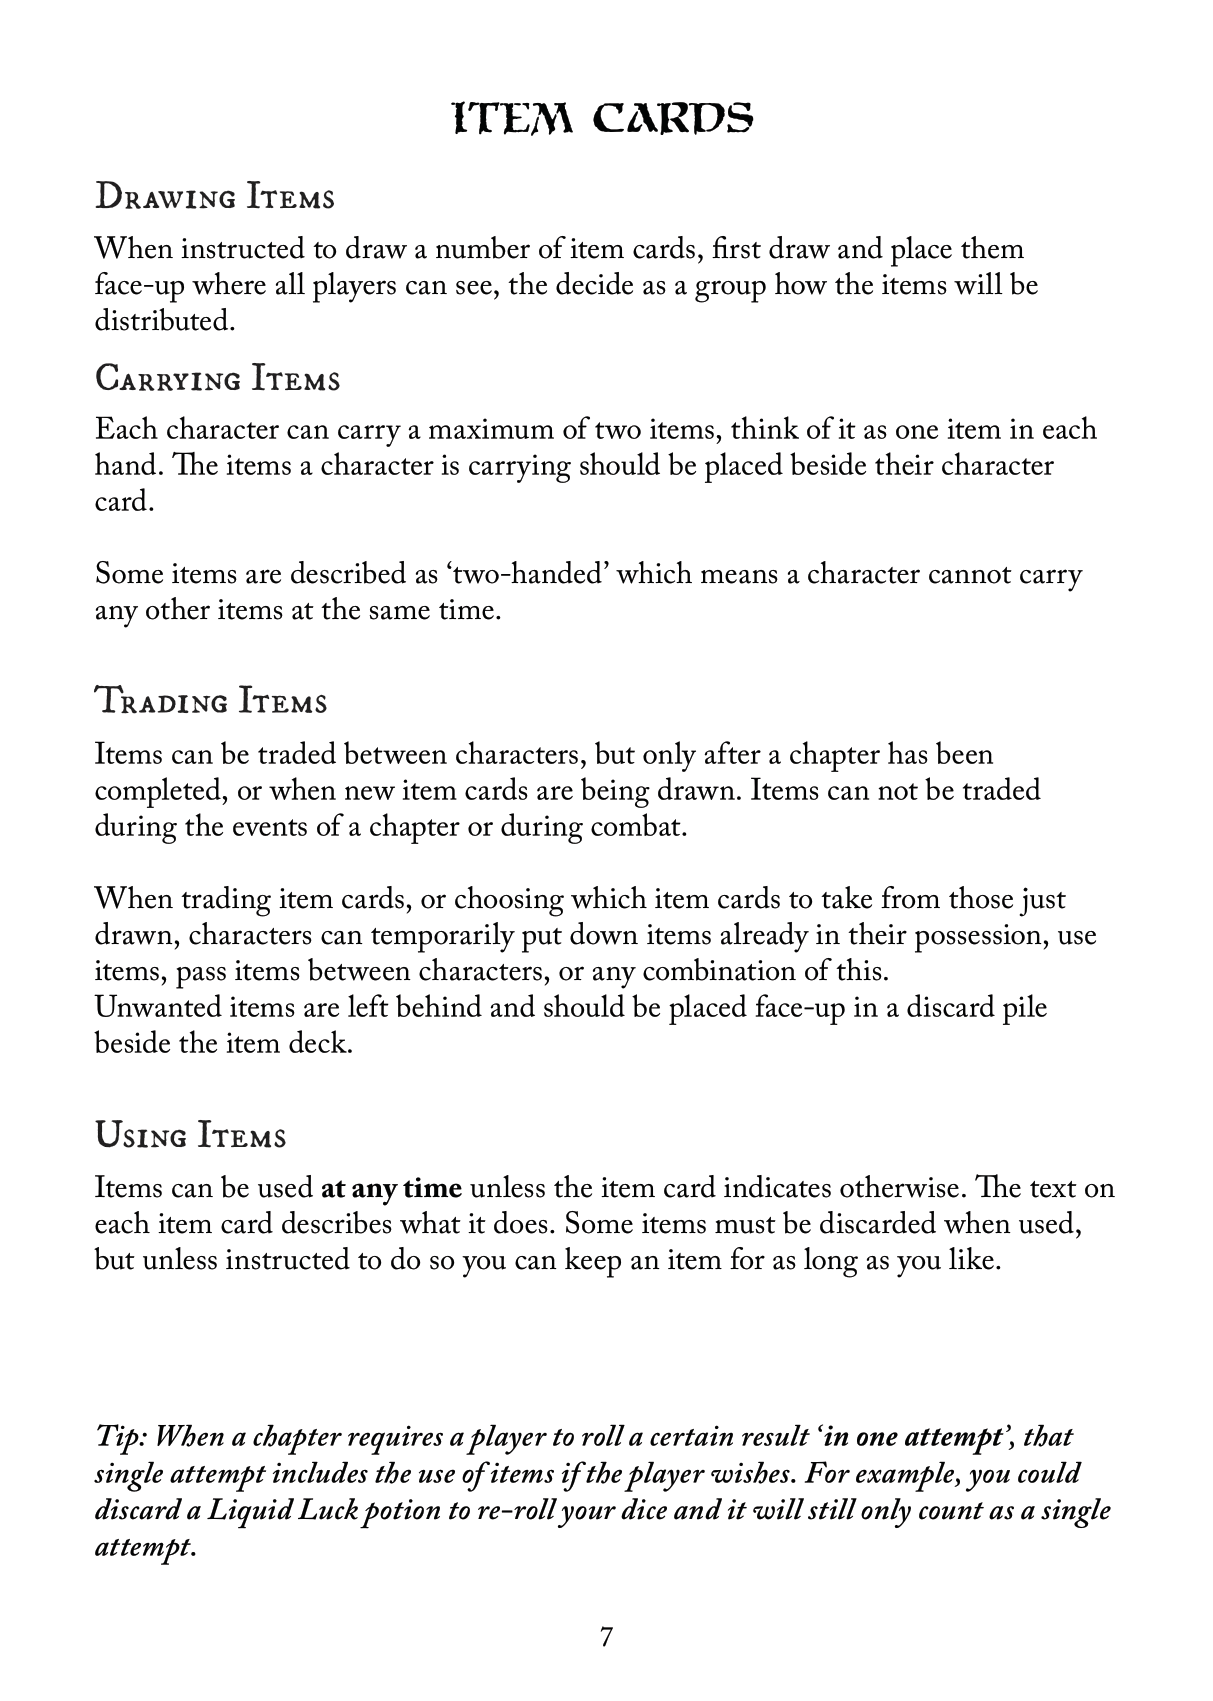 ITEM CARDS
Drawing Items
When instructed to draw a number of item cards, first draw and place them
face-up where all players can see, the decide as a group how the items will be
distributed.
Carrying Items
Each character can carry a maximum of two items, think of it as one item in each
hand. The items a character is carrying should be placed beside their character
card.
Some items are described as ‘two-handed’ which means a character cannot carry
any other items at the same time.
Trading Items
Items can be traded between characters, but only after a chapter has been
completed, or when new item cards are being drawn. Items can not be traded
during the events of a chapter or during combat.
When trading item cards, or choosing which item cards to take from those just
drawn, characters can temporarily put down items already in their possession, use
items, pass items between characters, or any combination of this.
Unwanted items are left behind and should be placed face-up in a discard pile
beside the item deck.
Using Items
Items can be used at any time unless the item card indicates otherwise. The text on
each item card describes what it does. Some items must be discarded when used,
but unless instructed to do so you can keep an item for as long as you like.
Tip: When a chapter requires a player to roll a certain result ‘in one attempt’, that
single attempt includes the use of items if the player wishes. For example, you could
discard a Liquid Luck potion to re-roll your dice and it will still only count as a single
attempt.
7